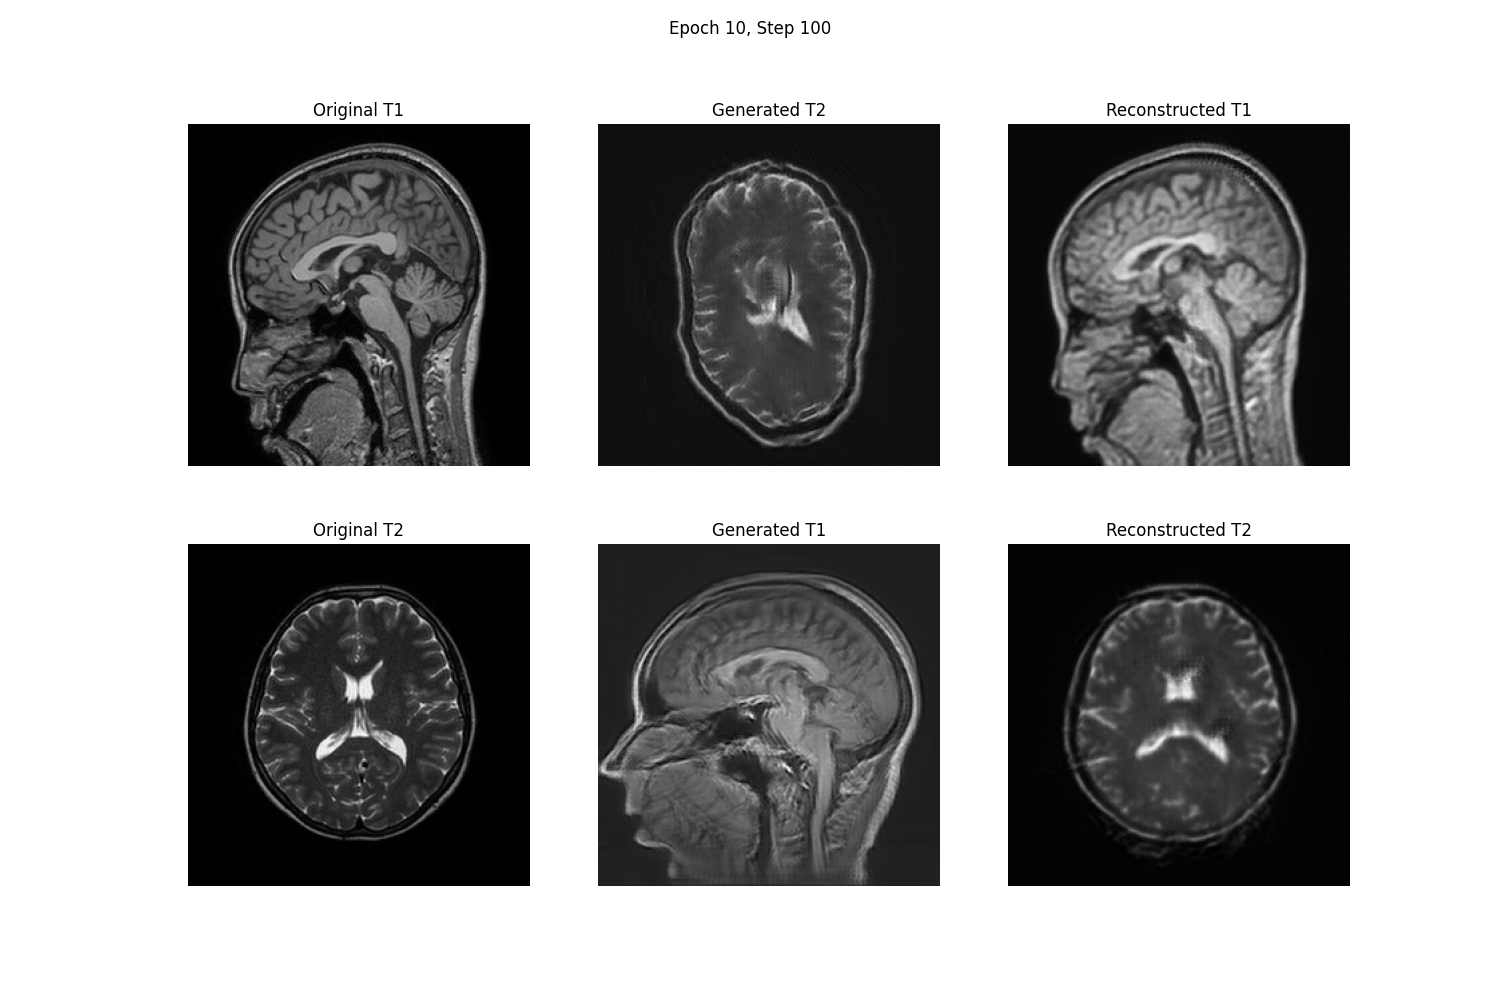 Epoch 10, Step 100
Original T1
Generated T2
Reconstructed T1
Original T2
Generated T1
Reconstructed T2